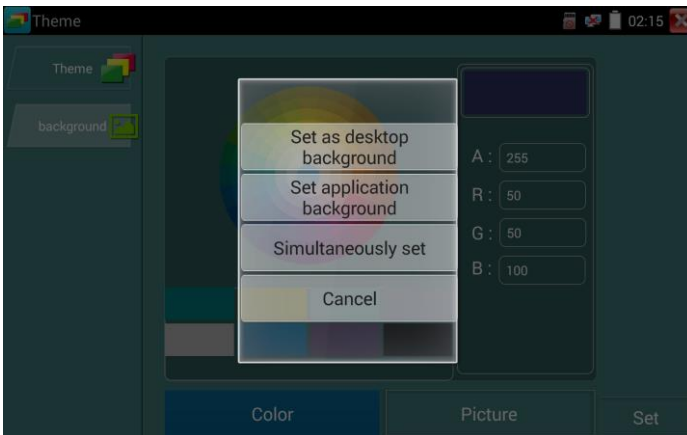 Theme
02:15
Theme
background
Set as desktop
background
Set application
background
Simultaneously set
Cancel
A : 255
R : 50
G : 50
B : 100
Color
Picture
Set